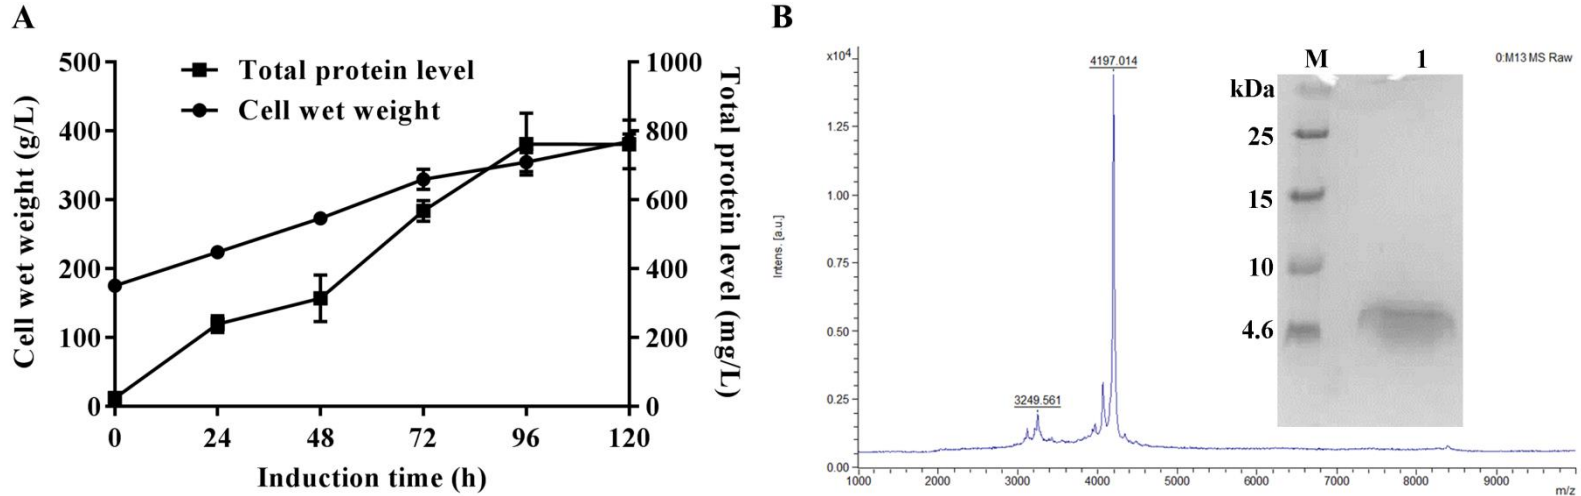 A
500
400
300
200
100
0
Cell wet weight (g/L)
Total protein level
Cell wet weight
1000
800
600
400
200
0
Total protein level (mg/L)
0 24 48 72 96 120
Induction time (h)
B
x10⁴
1.25
1.00
0.75
0.50
0.25
0.00
Intens. [a.u.]
4197.014
3249.561
0:M13 MS Raw
M 1
kDa
25
15
10
4.6
1000 2000 3000 4000 5000 6000 7000 8000 9000
m/z